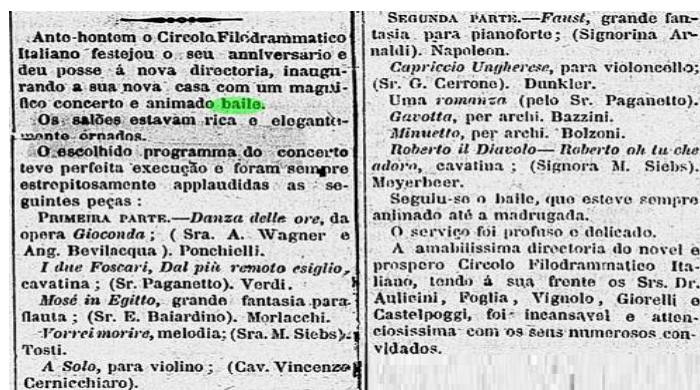 Ante-hontem o Circolo Filodrammatico
Italiano festejou o seu anniversario e
deu posse á nova directoria, inaugu-
rando a sua nova casa com um magni-
fico concerto e animado baile.
Os salões estavam rica e elegante-
mente ornados.
O escolhido programma do concerto
teve perfeita execução e foram sempre
estrepitosamente applaudidas as se-
guintes peças:
PRIMEIRA PARTE.—Danza delle ore, da
opera Gioconda; (Sra. A. Wagner e
Ang. Bevilacqua). Ponchielli.
I due Foscari, Dal più remoto esiglio,
cavatina; (Sr. Paganetto). Verdi.
Mosé in Egitto, grande fantasia para
flauta; (Sr. E. Baiardino). Morlacchi.
Vorrei morire, melodia; (Sra. M. Siebs).
Tosti.
A Solo, para violino; (Cav. Vincenzo
Cernicchiaro).
SEGUNDA PARTE.—Faust, grande fan-
tasia para pianoforte; (Signorina Ar-
naldi). Napoleon.
Capriccio Ungherese, para violoncello;
(Sr. G. Cerrone). Dunkler.
Uma romanza (pelo Sr. Paganetto).
Gavotta, per archi. Bazzini.
Minuetto, per archi. Bolzoni.
Roberto il Diavolo—Roberto oh tu che
adoro, cavatina; (Signora M. Siebs).
Meyerbeer.
Seguiu-se o baile, que esteve sempre
animado até a madrugada.
O serviço foi profuso e delicado.
A amabilissima directoria do novel e
prospero Circolo Filodrammatico Ita-
liano, tendo á sua frente os Srs. Dr.
Aulicini, Foglia, Vignolo, Giorelli e
Castelpoggi, foi incansavel e atten-
ciosissima com os seus numerosos con-
vidados.